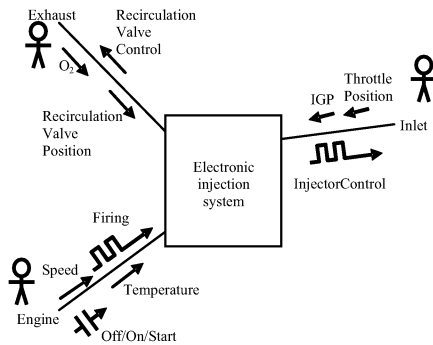 Exhaust
Recirculation
Valve
Control
O2
Recirculation
Valve
Position
Throttle
Position
IGP
Inlet
InjectorControl
Electronic
injection
system
Firing
Speed
Temperature
Engine
Off/On/Start